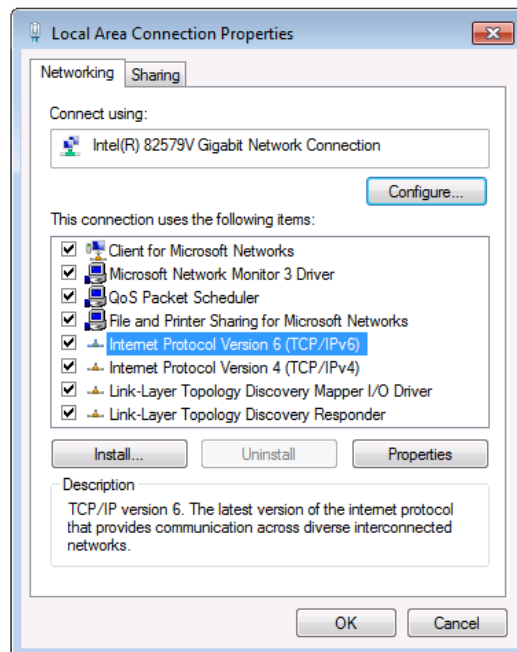 Local Area Connection Properties
Networking
Sharing
Connect using:
Intel(R) 82579V Gigabit Network Connection
Configure...
This connection uses the following items:
Client for Microsoft Networks
Microsoft Network Monitor 3 Driver
QoS Packet Scheduler
File and Printer Sharing for Microsoft Networks
Internet Protocol Version 6 (TCP/IPv6)
Internet Protocol Version 4 (TCP/IPv4)
Link-Layer Topology Discovery Mapper I/O Driver
Link-Layer Topology Discovery Responder
Install...
Uninstall
Properties
Description
TCP/IP version 6. The latest version of the internet protocol
that provides communication across diverse interconnected
networks.
OK
Cancel